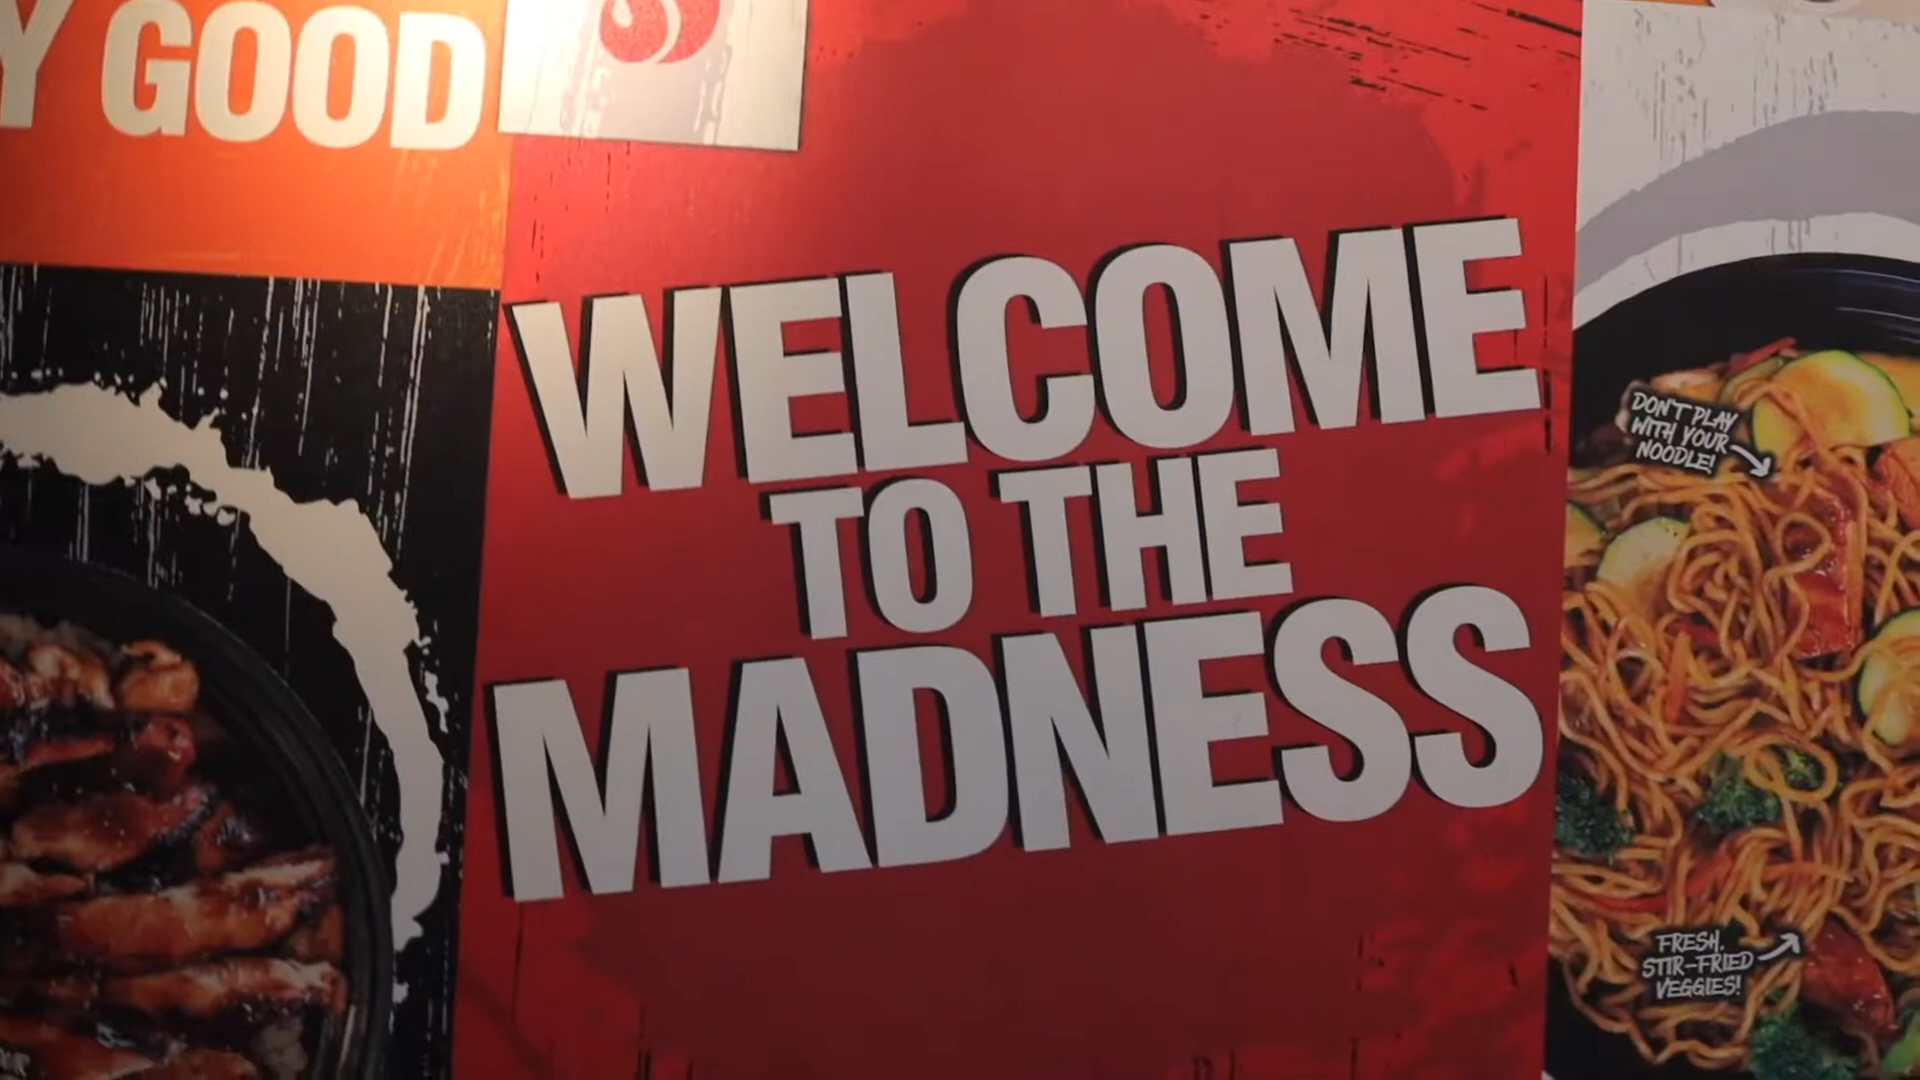 GOOD
WELCOME
TO THE
MADNESS
DON'T PLAY
WITH YOUR
NOODLE!
FRESH,
STIR-FRIED
VEGGIES!